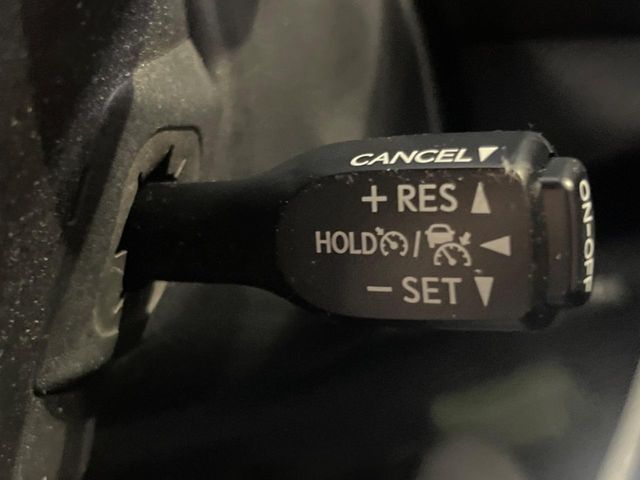 CANCEL
+ RES
HOLD /
− SET
ON-OFF